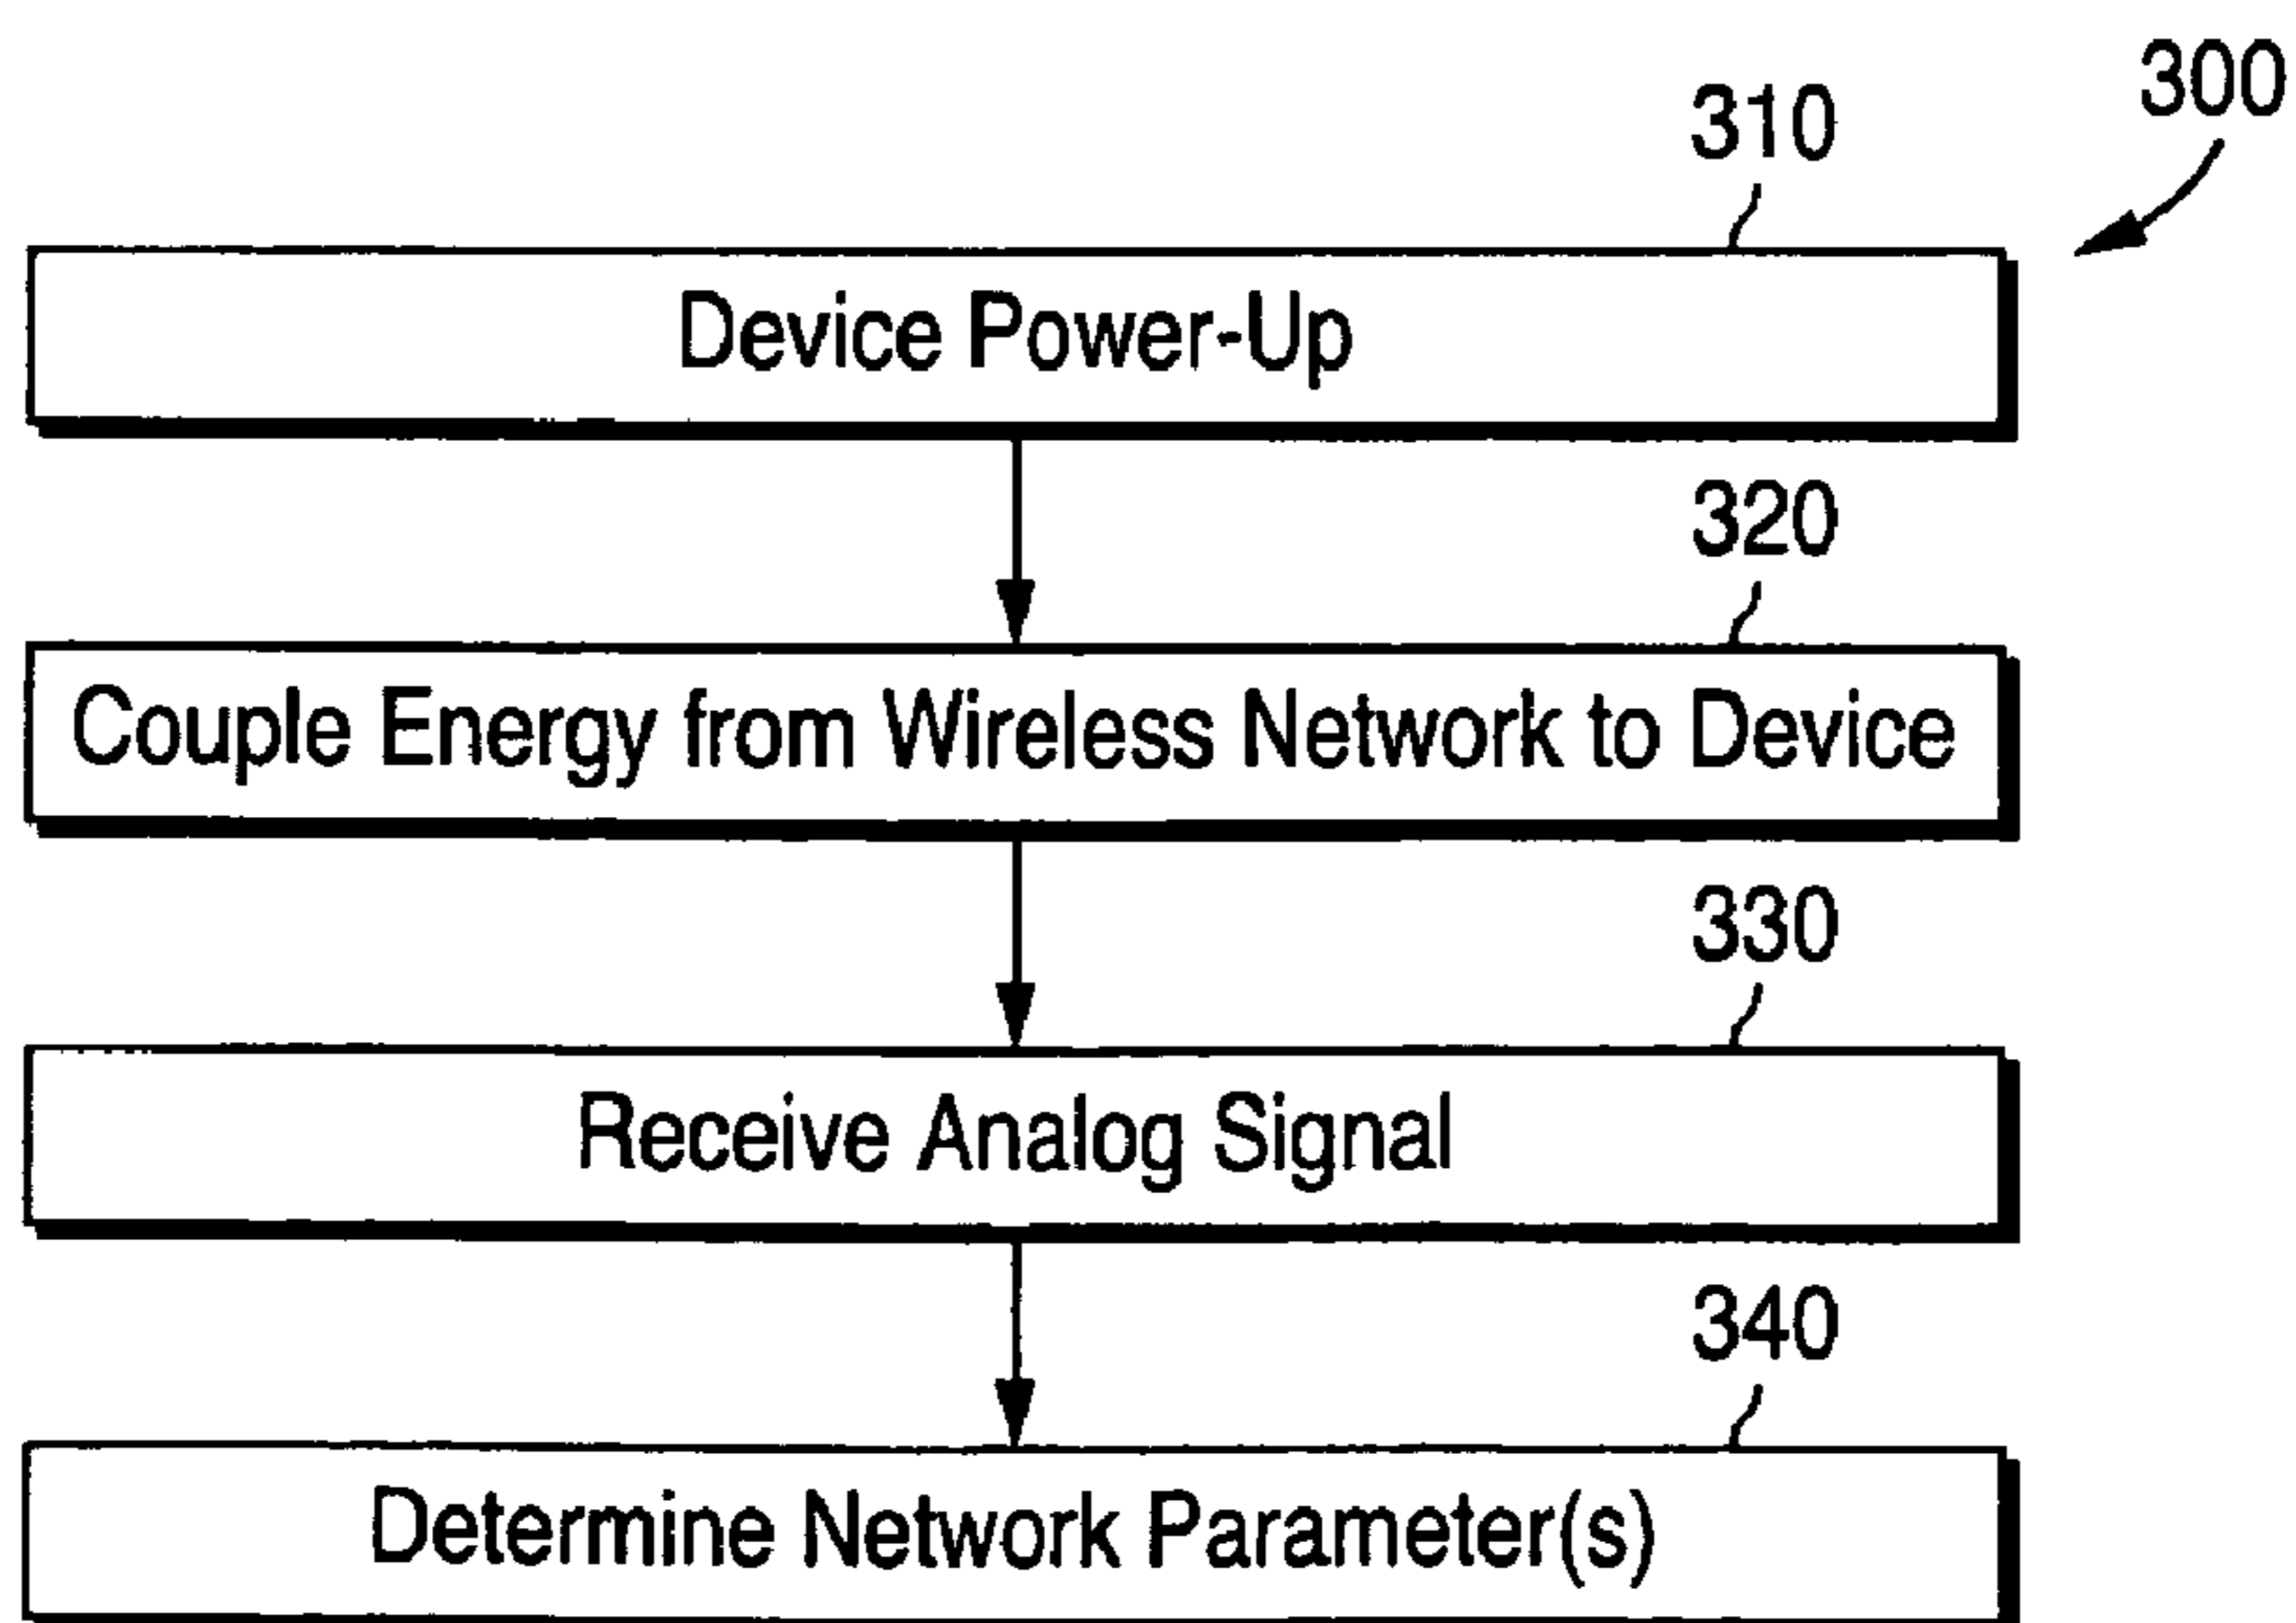 300
310
Device Power-Up
320
Couple Energy from Wireless Network to Device
330
Receive Analog Signal
340
Determine Network Parameter(s)